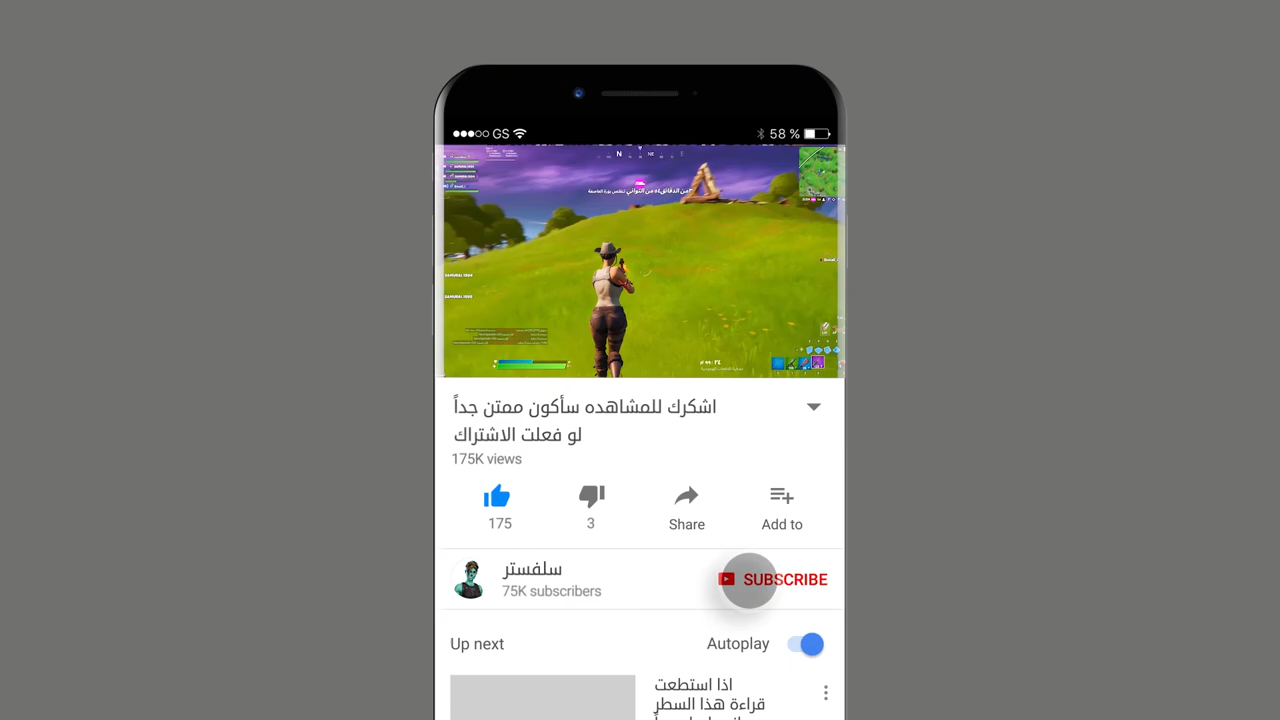 GS
58 %
N
NE
اشكرك للمشاهده سأكون ممتن جداً
لو فعلت الاشتراك
175K views
175
3
Share
Add to
سلفستر
75K subscribers
SUBSCRIBE
Up next
Autoplay
اذا استطعت
قراءة هذا السطر